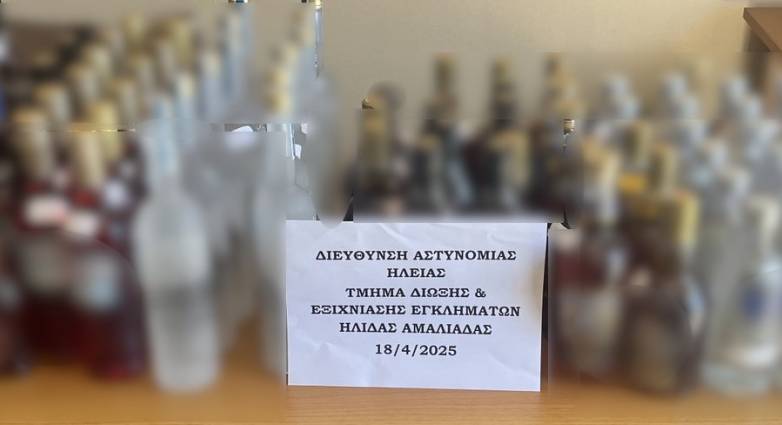 ΔΙΕΥΘΥΝΣΗ ΑΣΤΥΝΟΜΙΑΣ
ΗΛΕΙΑΣ
ΤΜΗΜΑ ΔΙΩΞΗΣ &
ΕΞΙΧΝΙΑΣΗΣ ΕΓΚΛΗΜΑΤΩΝ
ΗΛΙΔΑΣ ΑΜΑΛΙΑΔΑΣ
18/4/2025